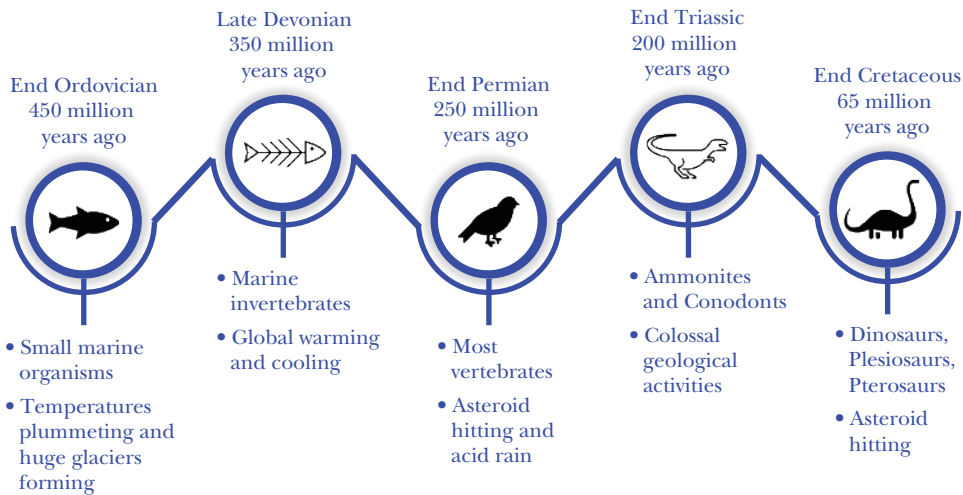 End Ordovician
450 million
years ago
• Small marine
organisms
• Temperatures
plummeting and
huge glaciers
forming
Late Devonian
350 million
years ago
• Marine
invertebrates
• Global warming
and cooling
End Permian
250 million
years ago
• Most
vertebrates
• Asteroid
hitting and
acid rain
End Triassic
200 million
years ago
• Ammonites
and Conodonts
• Colossal
geological
activities
End Cretaceous
65 million
years ago
• Dinosaurs,
Plesiosaurs,
Pterosaurs
• Asteroid
hitting